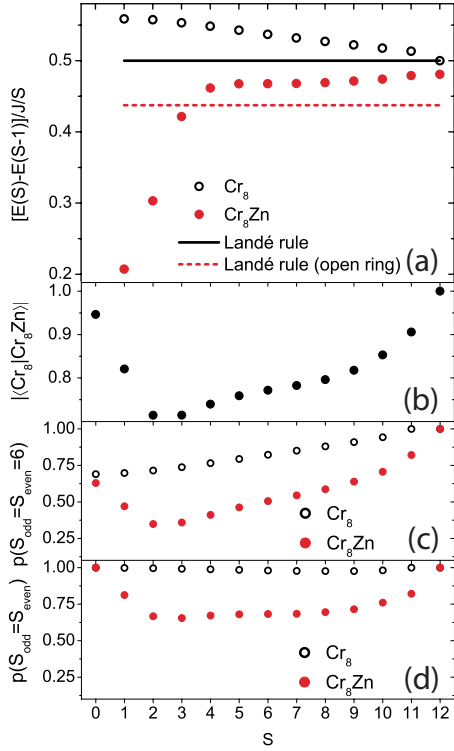 [E(S)-E(S-1)]/J/S
0.5
0.4
0.3
0.2
Cr8
Cr8Zn
Landé rule
Landé rule (open ring)
(a)
|⟨Cr8|Cr8Zn⟩|
1.0
0.9
0.8
(b)
p(Sodd=Seven=6)
1.00
0.75
0.50
0.25
Cr8
Cr8Zn
(c)
p(Sodd=Seven)
1.00
0.75
0.50
0.25
Cr8
Cr8Zn
(d)
0 1 2 3 4 5 6 7 8 9 10 11 12
S